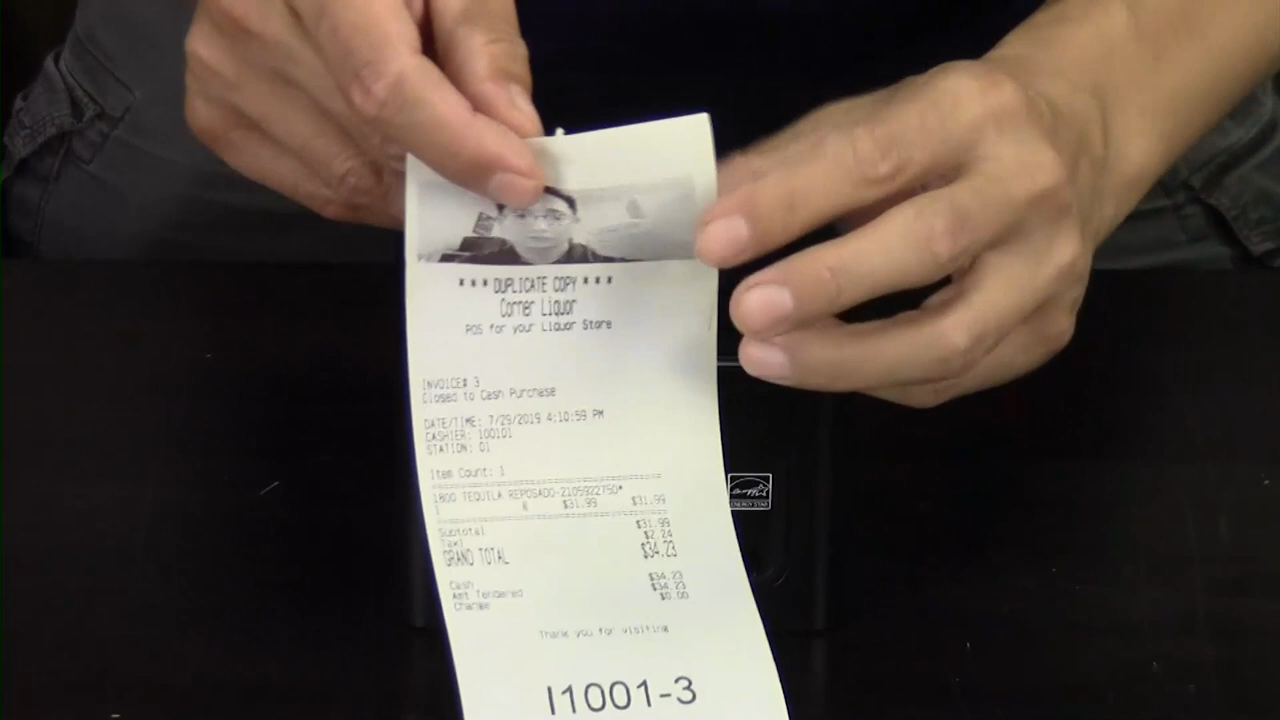 *** DUPLICATE COPY ***
Corner Liquor
POS for your Liquor Store
INVOICE# 3
Closed to Cash Purchase
DATE/TIME: 7/29/2019 4:10:59 PM
CASHIER: 100101
STATION: 01
Item Count: 1
1800 TEQUILA REPOSADO-2105922750*
1 @ $31.99 $31.99
Subtotal $31.99
Tax1 $2.24
GRAND TOTAL $34.23
Cash $34.23
Amt Tendered $34.23
Change $0.00
Thank you for visiting
I1001-3
ENERGY STAR